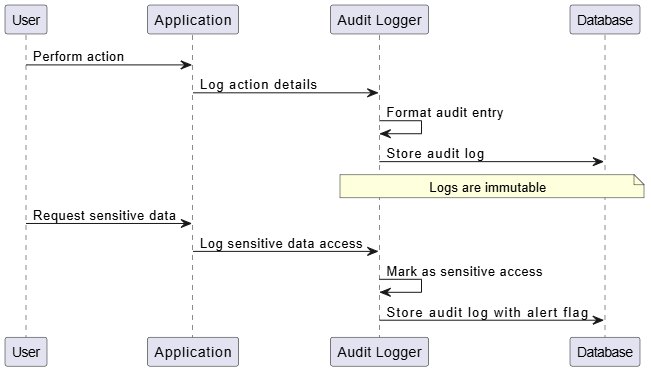 User
Application
Audit Logger
Database
Perform action
Log action details
Format audit entry
Store audit log
Logs are immutable
Request sensitive data
Log sensitive data access
Mark as sensitive access
Store audit log with alert flag
User
Application
Audit Logger
Database